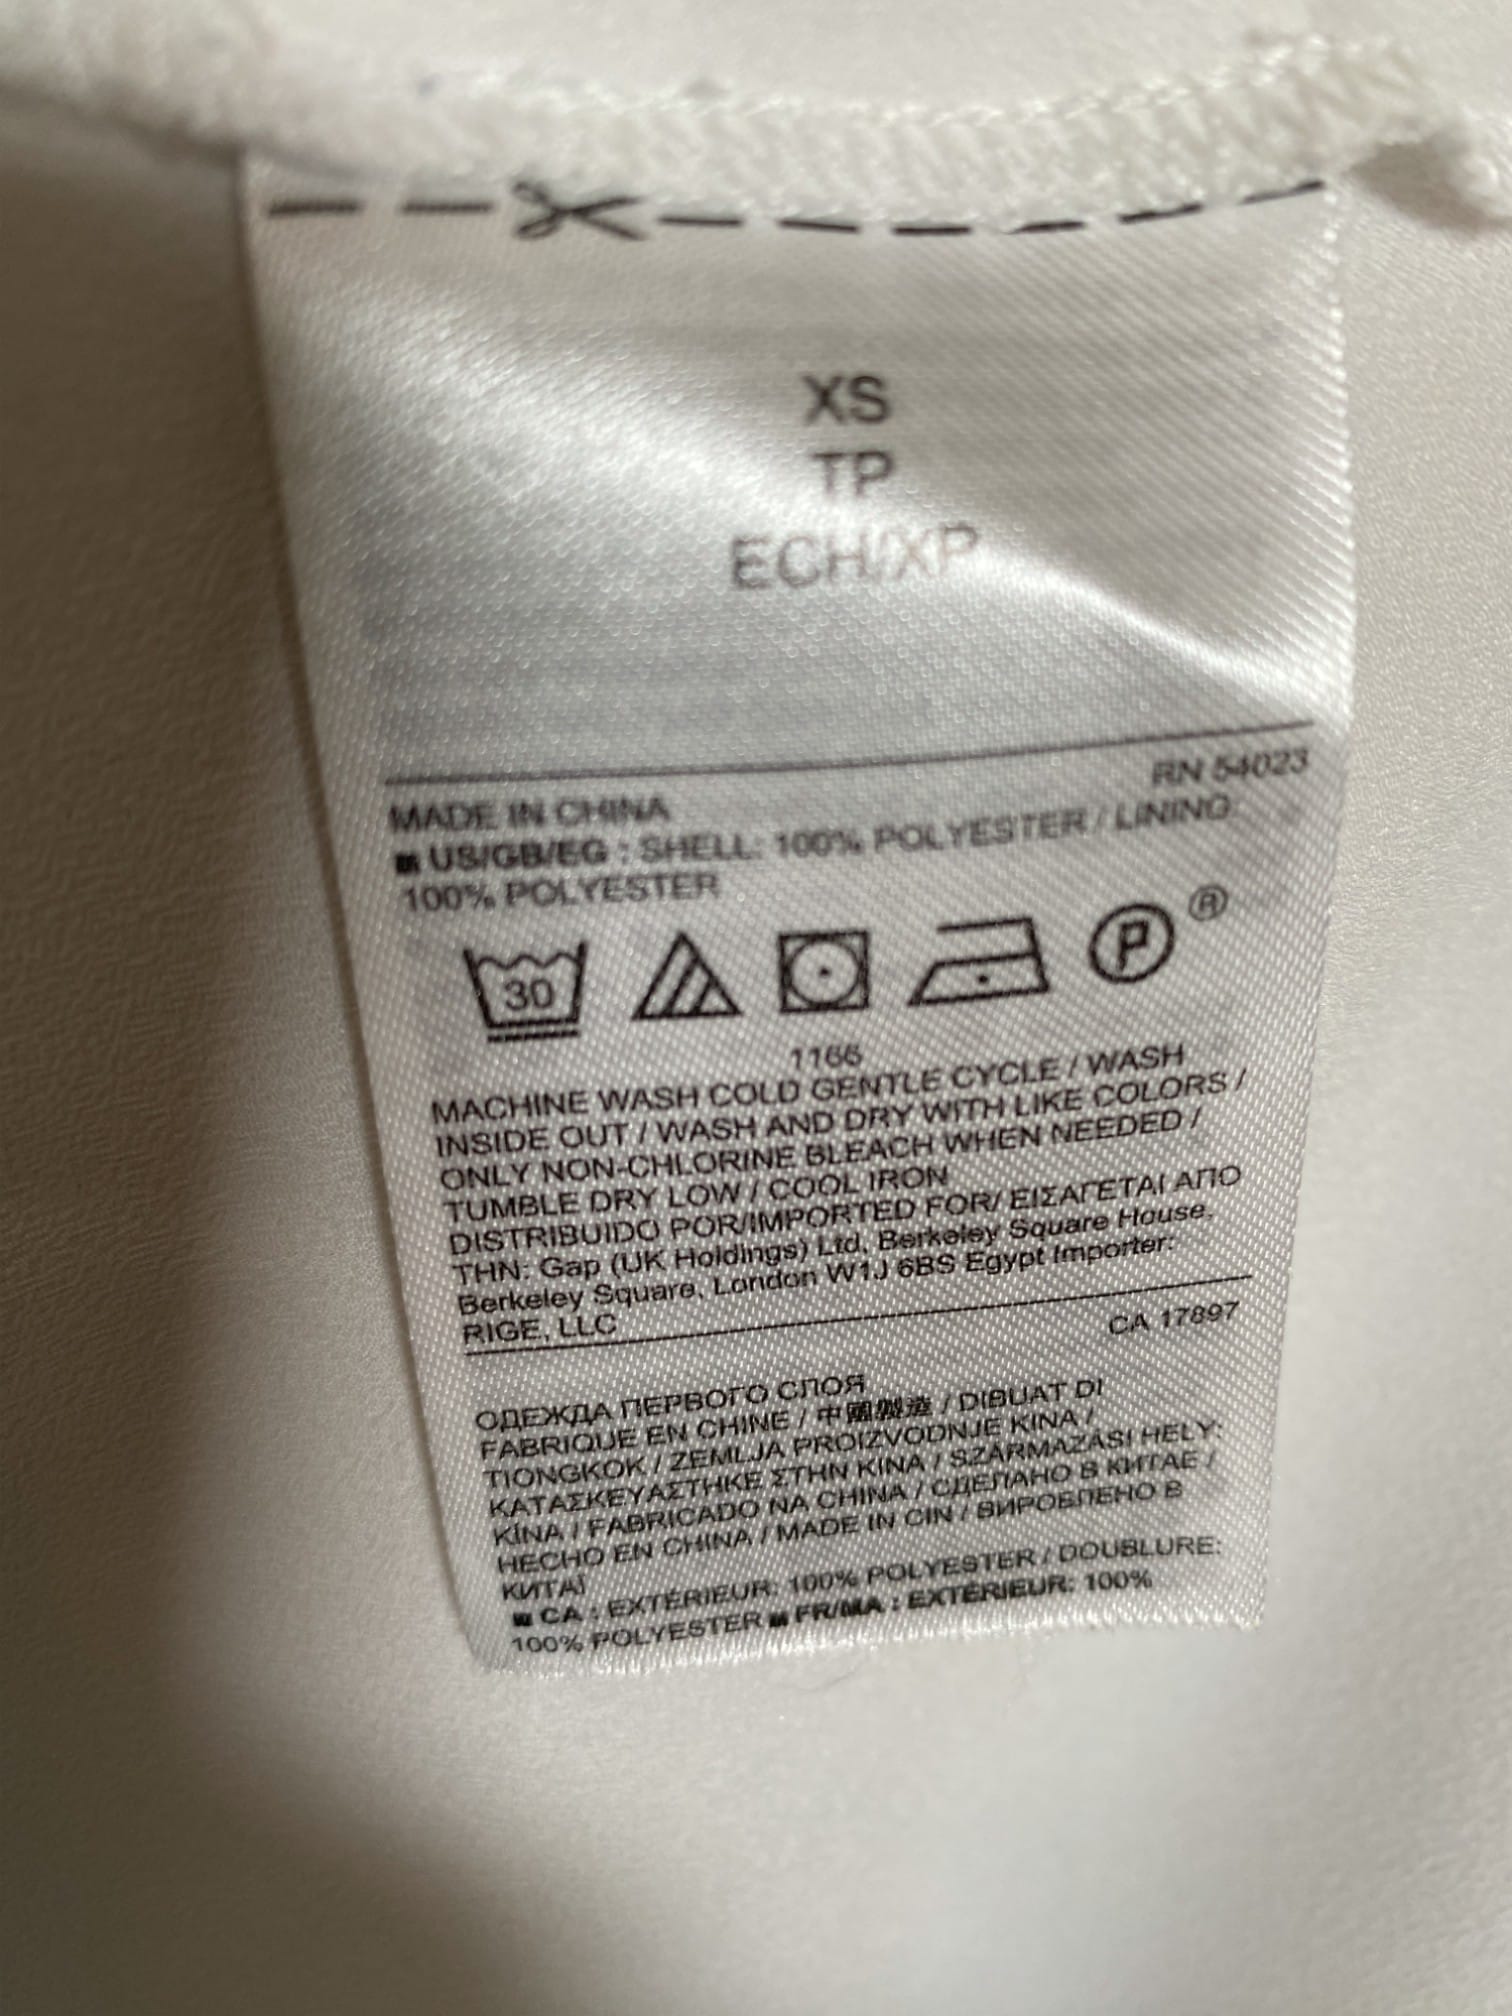 XS
TP
ECH/XP
RN 54023
MADE IN CHINA
US/GB/EG : SHELL: 100% POLYESTER / LINING:
100% POLYESTER
30
P ®
1166
MACHINE WASH COLD GENTLE CYCLE / WASH
INSIDE OUT / WASH AND DRY WITH LIKE COLORS /
ONLY NON-CHLORINE BLEACH WHEN NEEDED /
TUMBLE DRY LOW / COOL IRON
DISTRIBUIDO POR/IMPORTED FOR/ ΕΙΣΑΓΕΤΑΙ ΑΠΟ
ΤΗΝ: Gap (UK Holdings) Ltd, Berkeley Square House,
Berkeley Square, London W1J 6BS Egypt Importer:
RIGE, LLC
CA 17897
ОДЕЖДА ПЕРВОГО СЛОЯ
FABRIQUE EN CHINE / 中國製造 / DIBUAT DI
TIONGKOK / ZEMLJA PROIZVODNJE KINA /
ΚΑΤΑΣΚΕΥΑΣΤΗΚΕ ΣΤΗΝ ΚΙΝΑ / SZÁRMAZÁSI HELY:
KÍNA / FABRICADO NA CHINA / СДЕЛАНО В КИТАЕ /
HECHO EN CHINA / MADE IN CIN / ВИРОБЛЕНО В
КИТАЇ
CA : EXTÉRIEUR: 100% POLYESTER / DOUBLURE:
100% POLYESTER FR/MA : EXTÉRIEUR: 100%